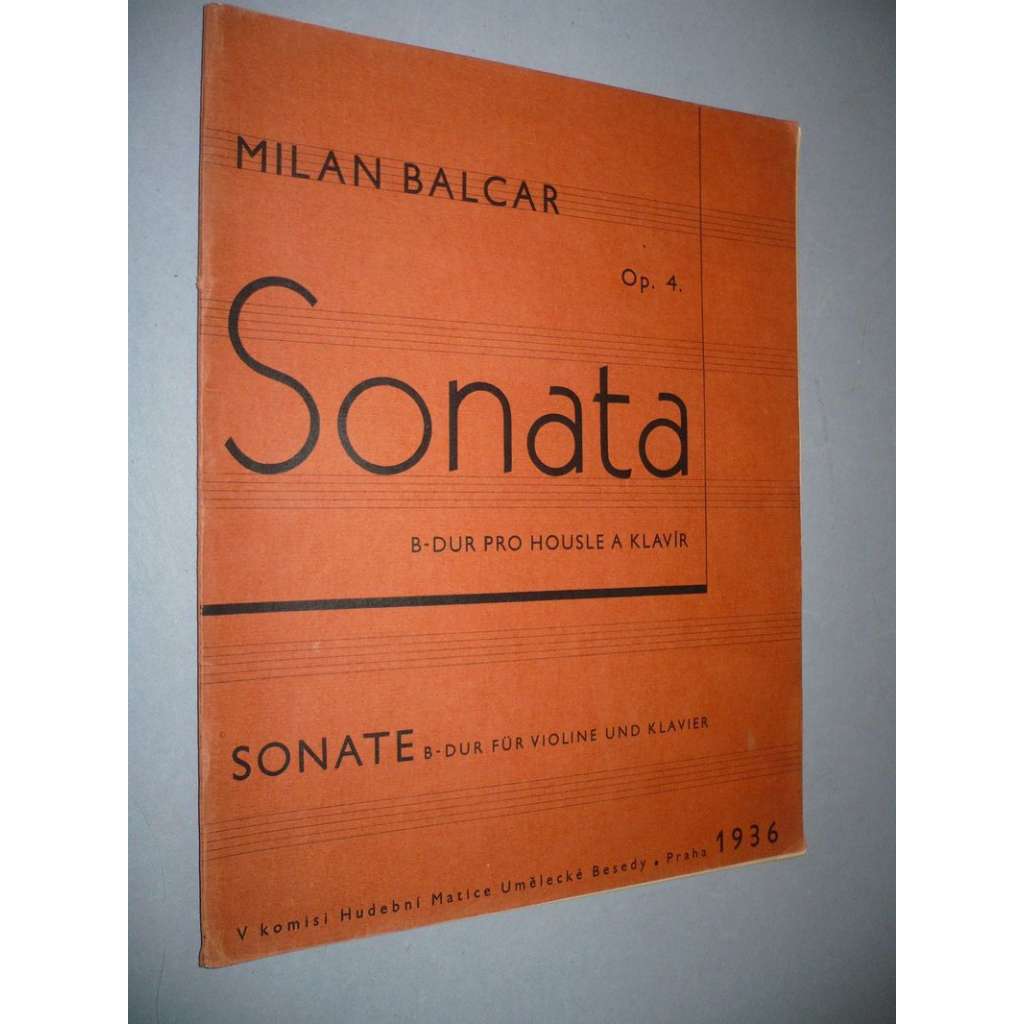 MILAN BALCAR
Op. 4.
Sonata
B-DUR PRO HOUSLE A KLAVÍR
SONATE B-DUR FÜR VIOLINE UND KLAVIER
V komisi Hudební Matice Umělecké Besedy • Praha 1936